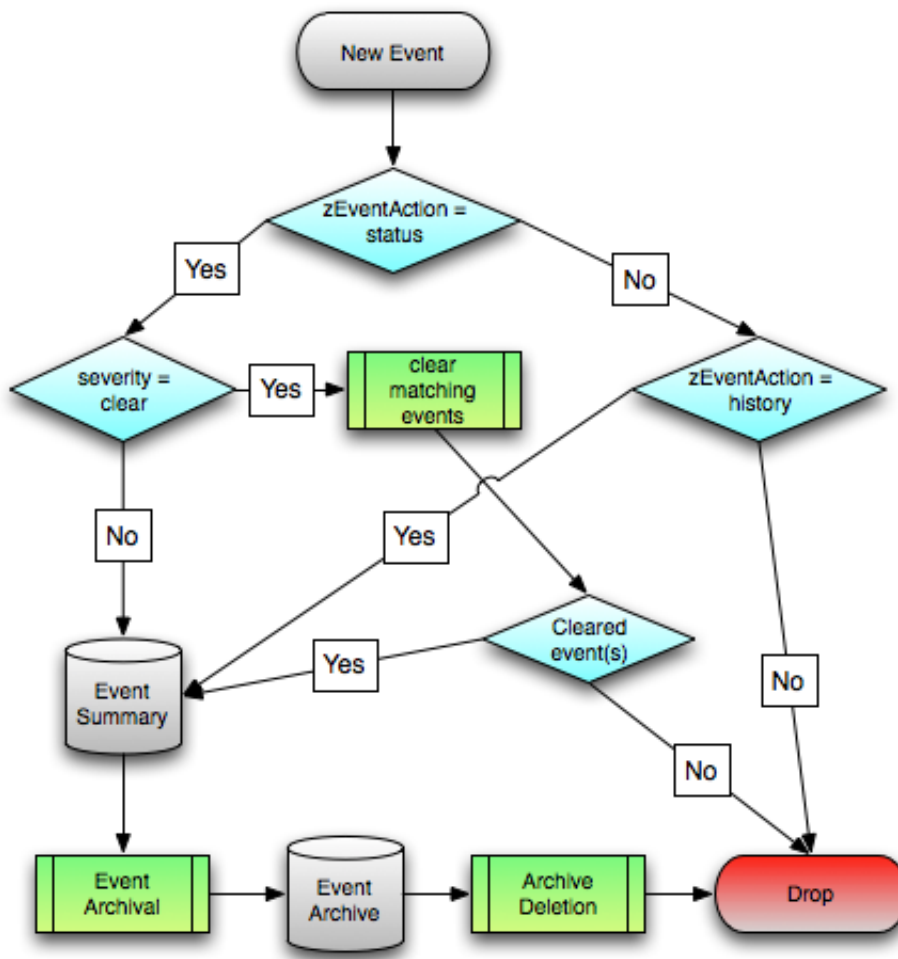 New Event
zEventAction =
status
Yes
No
severity =
clear
Yes
clear
matching
events
zEventAction =
history
No
Yes
Cleared
event(s)
Yes
No
Event
Summary
No
Event
Archival
Event
Archive
Archive
Deletion
Drop